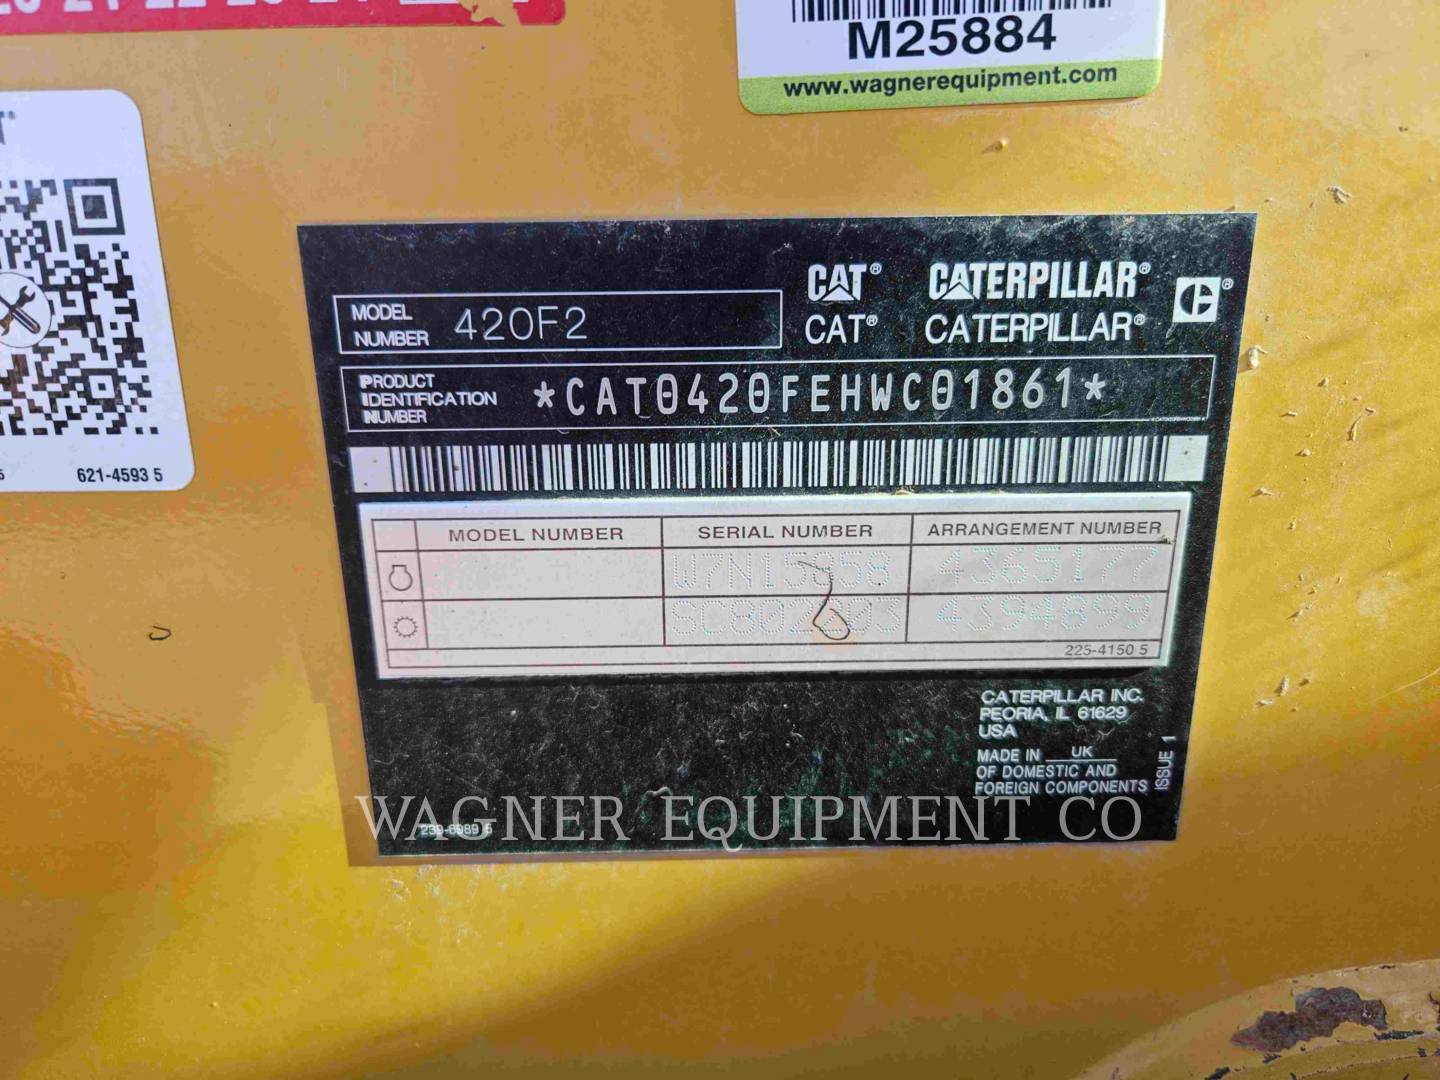 M25884
www.wagnerequipment.com
621-4593 5
CAT® CATERPILLAR®
CAT® CATERPILLAR®
MODEL NUMBER 420F2
PRODUCT IDENTIFICATION NUMBER *CAT0420FEHWC01861*
MODEL NUMBER SERIAL NUMBER ARRANGEMENT NUMBER
W7N15858 4365177
4394899
225-4150 5
CATERPILLAR INC.
PEORIA, IL 61629
USA
MADE IN UK
OF DOMESTIC AND
FOREIGN COMPONENTS
ISSUE 1
WAGNER EQUIPMENT CO